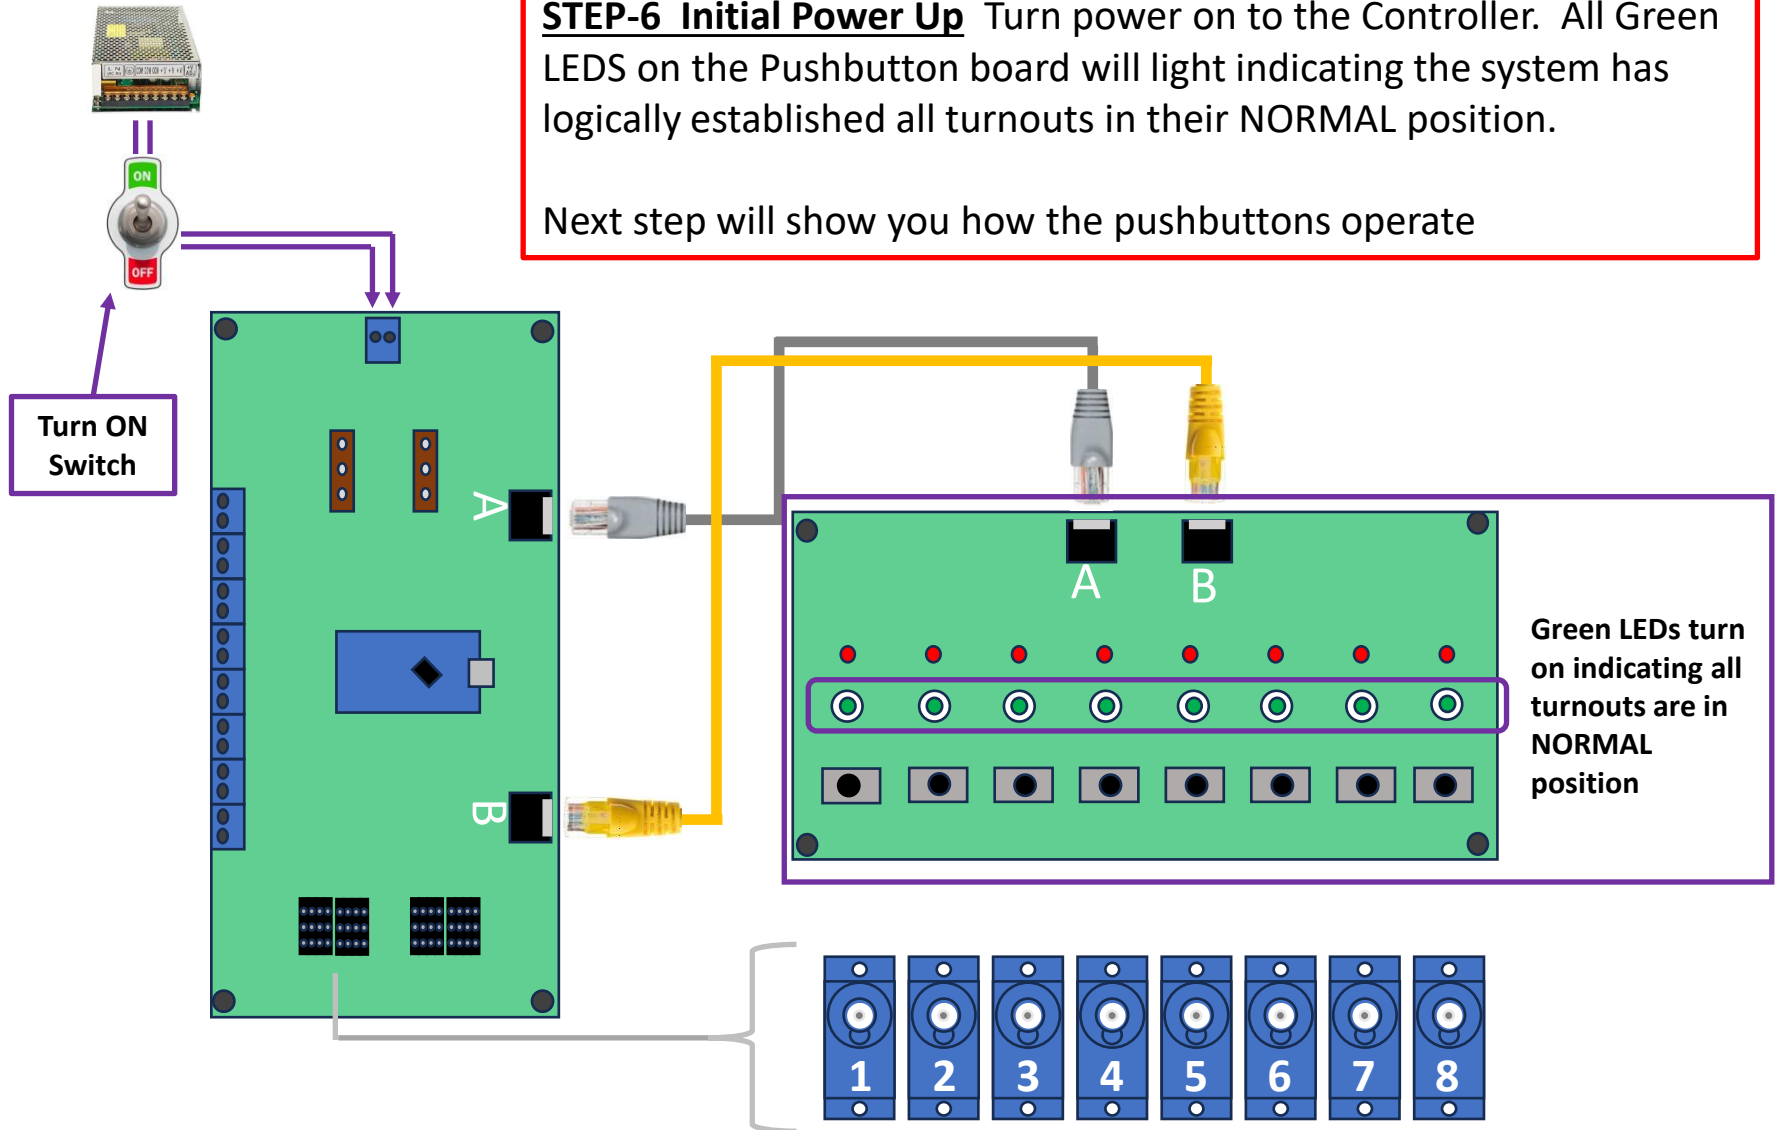 STEP-6  Initial Power Up  Turn power on to the Controller.  All Green
LEDS on the Pushbutton board will light indicating the system has
logically established all turnouts in their NORMAL position.
Next step will show you how the pushbuttons operate
ON
OFF
Turn ON
Switch
A
B
A
B
Green LEDs turn
on indicating all
turnouts are in
NORMAL
position
1 2 3 4 5 6 7 8